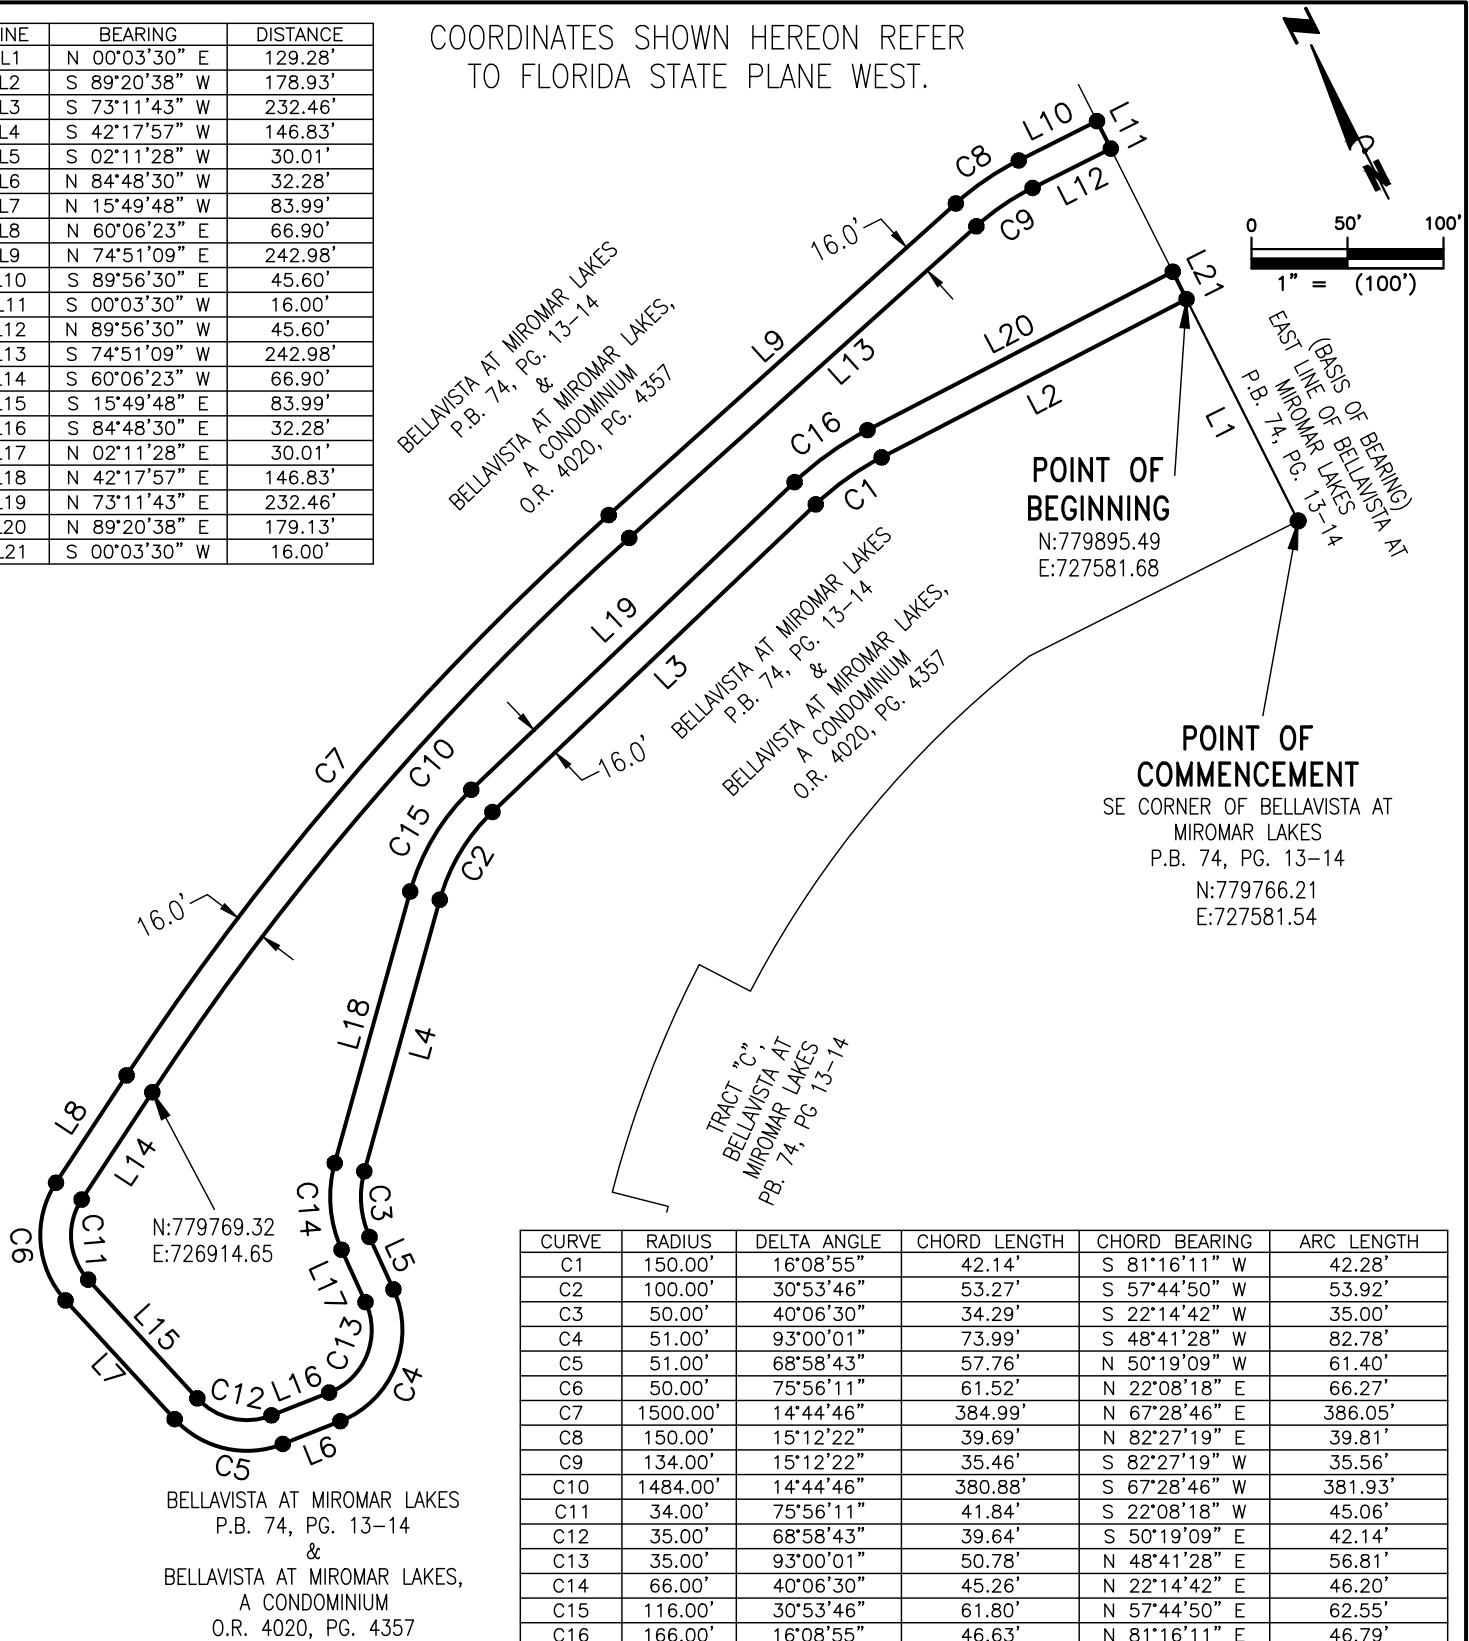 COORDINATES SHOWN HEREON REFER
TO FLORIDA STATE PLANE WEST.
INE BEARING DISTANCE
L1 N 00°03'30" E 129.28'
L2 S 89°20'38" W 178.93'
L3 S 73°11'43" W 232.46'
L4 S 42°17'57" W 146.83'
L5 S 02°11'28" W 30.01'
L6 N 84°48'30" W 32.28'
L7 N 15°49'48" W 83.99'
L8 N 60°06'23" E 66.90'
L9 N 74°51'09" E 242.98'
L10 S 89°56'30" E 45.60'
L11 S 00°03'30" W 16.00'
L12 N 89°56'30" W 45.60'
L13 S 74°51'09" W 242.98'
L14 S 60°06'23" W 66.90'
L15 S 15°49'48" E 83.99'
L16 S 84°48'30" E 32.28'
L17 N 02°11'28" E 30.01'
L18 N 42°17'57" E 146.83'
L19 N 73°11'43" E 232.46'
L20 N 89°20'38" E 179.13'
L21 S 00°03'30" W 16.00'
N
N
0 50' 100'
1" = (100')
L10
L11
C8
L12
C9
16.0'
L21
L20
L9
L13
L2
L1
C16
C1
(BASIS OF BEARING)
EAST LINE OF BELLAVISTA AT
MIROMAR LAKES
P.B. 74, PG. 13-14
BELLAVISTA AT MIROMAR LAKES
P.B. 74, PG. 13-14
&
BELLAVISTA AT MIROMAR LAKES,
A CONDOMINIUM
O.R. 4020, PG. 4357
POINT OF
BEGINNING
N:779895.49
E:727581.68
BELLAVISTA AT MIROMAR LAKES
P.B. 74, PG. 13-14
&
BELLAVISTA AT MIROMAR LAKES,
A CONDOMINIUM
O.R. 4020, PG. 4357
L19
L3
16.0'
POINT OF
COMMENCEMENT
SE CORNER OF BELLAVISTA AT
MIROMAR LAKES
P.B. 74, PG. 13-14
N:779766.21
E:727581.54
C7
C10
C15
C2
16.0'
L18
L4
TRACT "C",
BELLAVISTA AT
MIROMAR LAKES
PB. 74, PG 13-14
L8
L14
C6
C11
N:779769.32
E:726914.65
C14
C3
L5
L17
L15
L7
C13
C12
L16
C4
L6
C5
BELLAVISTA AT MIROMAR LAKES
P.B. 74, PG. 13-14
&
BELLAVISTA AT MIROMAR LAKES,
A CONDOMINIUM
O.R. 4020, PG. 4357
CURVE RADIUS DELTA ANGLE CHORD LENGTH CHORD BEARING ARC LENGTH
C1 150.00' 16°08'55" 42.14' S 81°16'11" W 42.28'
C2 100.00' 30°53'46" 53.27' S 57°44'50" W 53.92'
C3 50.00' 40°06'30" 34.29' S 22°14'42" W 35.00'
C4 51.00' 93°00'01" 73.99' S 48°41'28" W 82.78'
C5 51.00' 68°58'43" 57.76' N 50°19'09" W 61.40'
C6 50.00' 75°56'11" 61.52' N 22°08'18" E 66.27'
C7 1500.00' 14°44'46" 384.99' N 67°28'46" E 386.05'
C8 150.00' 15°12'22" 39.69' N 82°27'19" E 39.81'
C9 134.00' 15°12'22" 35.46' S 82°27'19" W 35.56'
C10 1484.00' 14°44'46" 380.88' S 67°28'46" W 381.93'
C11 34.00' 75°56'11" 41.84' S 22°08'18" W 45.06'
C12 35.00' 68°58'43" 39.64' S 50°19'09" E 42.14'
C13 35.00' 93°00'01" 50.78' N 48°41'28" E 56.81'
C14 66.00' 40°06'30" 45.26' N 22°14'42" E 46.20'
C15 116.00' 30°53'46" 61.80' N 57°44'50" E 62.55'
C16 166.00' 16°08'55" 46.63' N 81°16'11" E 46.79'